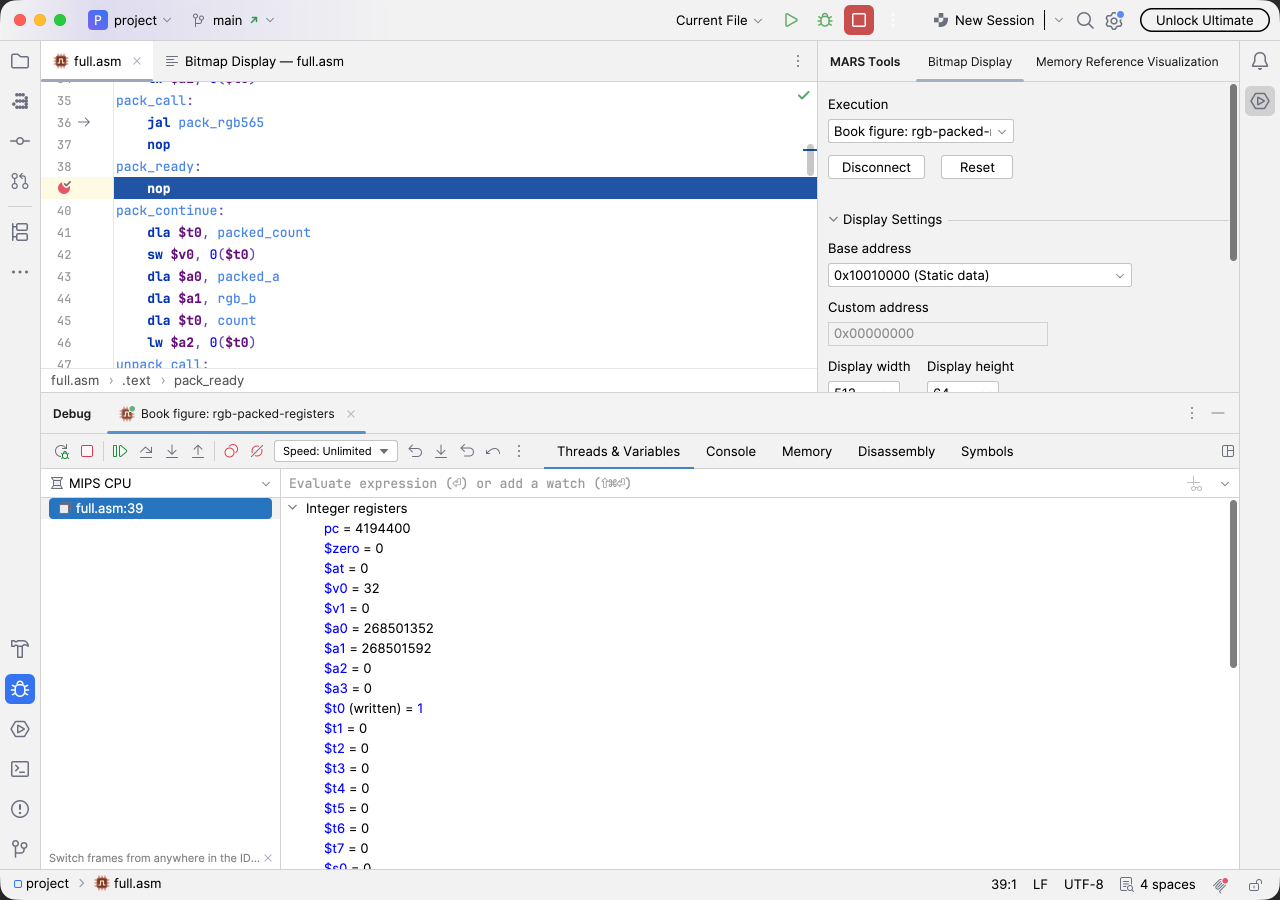 P project main Current File New Session Unlock Ultimate
full.asm Bitmap Display — full.asm
MARS Tools Bitmap Display Memory Reference Visualization
35 pack_call:
36 jal pack_rgb565
37 nop
38 pack_ready:
nop
40 pack_continue:
41 dla $t0, packed_count
42 sw $v0, 0($t0)
43 dla $a0, packed_a
44 dla $a1, rgb_b
45 dla $t0, count
46 lw $a2, 0($t0)
47 unpack_call:
full.asm › .text › pack_ready
Execution
Book figure: rgb-packed-
Disconnect Reset
Display Settings
Base address
0x10010000 (Static data)
Custom address
0x00000000
Display width Display height
512 64
Debug Book figure: rgb-packed-registers
Speed: Unlimited Threads & Variables Console Memory Disassembly Symbols
MIPS CPU
full.asm:39
Switch frames from anywhere in the ID...
Evaluate expression (⏎) or add a watch (⇧⌘⏎)
Integer registers
pc = 4194400
$zero = 0
$at = 0
$v0 = 32
$v1 = 0
$a0 = 268501352
$a1 = 268501592
$a2 = 0
$a3 = 0
$t0 (written) = 1
$t1 = 0
$t2 = 0
$t3 = 0
$t4 = 0
$t5 = 0
$t6 = 0
$t7 = 0
$s0 = 0
project › full.asm 39:1 LF UTF-8 4 spaces